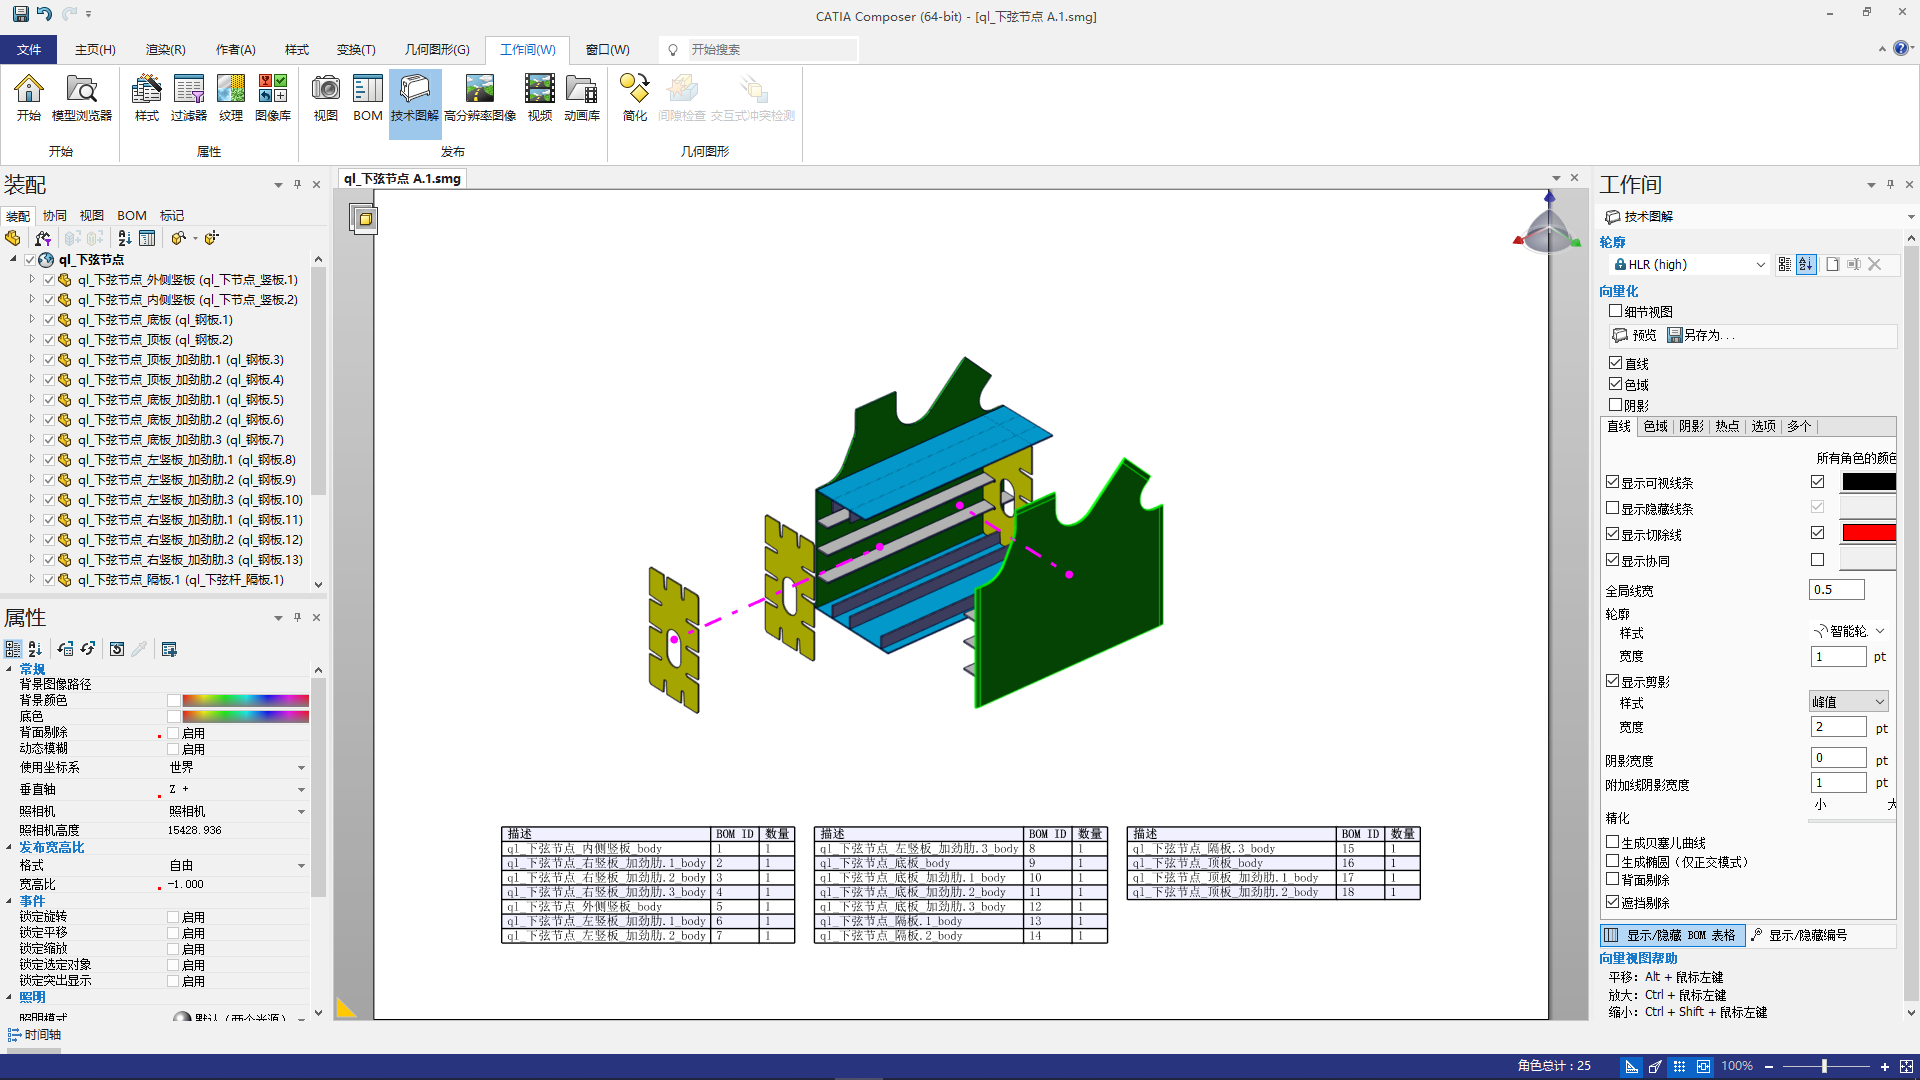 CATIA Composer (64-bit) - [ql_下弦节点 A.1.smg]
文件 主页(H) 渲染(R) 作者(A) 样式 变换(T) 几何图形(G) 工作间(W) 窗口(W) 开始搜索
开始 模型浏览器 样式 过滤器 纹理 图像库 视图 BOM 技术图解 高分辨率图像 视频 动画库 简化 间隙检查 交互式冲突检测
开始 属性 发布 几何图形
装配
装配 协同 视图 BOM 标记
ql_下弦节点
ql_下弦节点_外侧竖板 (ql_下节点_竖板.1)
ql_下弦节点_内侧竖板 (ql_下节点_竖板.2)
ql_下弦节点_底板 (ql_钢板.1)
ql_下弦节点_顶板 (ql_钢板.2)
ql_下弦节点_顶板_加劲肋.1 (ql_钢板.3)
ql_下弦节点_顶板_加劲肋.2 (ql_钢板.4)
ql_下弦节点_底板_加劲肋.1 (ql_钢板.5)
ql_下弦节点_底板_加劲肋.2 (ql_钢板.6)
ql_下弦节点_底板_加劲肋.3 (ql_钢板.7)
ql_下弦节点_左竖板_加劲肋.1 (ql_钢板.8)
ql_下弦节点_左竖板_加劲肋.2 (ql_钢板.9)
ql_下弦节点_左竖板_加劲肋.3 (ql_钢板.10)
ql_下弦节点_右竖板_加劲肋.1 (ql_钢板.11)
ql_下弦节点_右竖板_加劲肋.2 (ql_钢板.12)
ql_下弦节点_右竖板_加劲肋.3 (ql_钢板.13)
ql_下弦节点_隔板.1 (ql_下弦杆_隔板.1)
属性
常规
背景图像路径
背景颜色
底色
背面剔除 启用
动态模糊 启用
使用坐标系 世界
垂直轴 Z +
照相机 照相机
照相机高度 15428.936
发布宽高比
格式 自由
宽高比 -1.000
事件
锁定旋转 启用
锁定平移 启用
锁定缩放 启用
锁定选定对象 启用
锁定突出显示 启用
照明
照明模式 默认 (两个光源)
时间轴
ql_下弦节点 A.1.smg
描述 BOM ID 数量
ql_下弦节点_内侧竖板_body 1 1
ql_下弦节点_右竖板_加劲肋.1_body 2 1
ql_下弦节点_右竖板_加劲肋.2_body 3 1
ql_下弦节点_右竖板_加劲肋.3_body 4 1
ql_下弦节点_外侧竖板_body 5 1
ql_下弦节点_左竖板_加劲肋.1_body 6 1
ql_下弦节点_左竖板_加劲肋.2_body 7 1
描述 BOM ID 数量
ql_下弦节点_左竖板_加劲肋.3_body 8 1
ql_下弦节点_底板_body 9 1
ql_下弦节点_底板_加劲肋.1_body 10 1
ql_下弦节点_底板_加劲肋.2_body 11 1
ql_下弦节点_底板_加劲肋.3_body 12 1
ql_下弦节点_隔板.1_body 13 1
ql_下弦节点_隔板.2_body 14 1
描述 BOM ID 数量
ql_下弦节点_隔板.3_body 15 1
ql_下弦节点_顶板_body 16 1
ql_下弦节点_顶板_加劲肋.1_body 17 1
ql_下弦节点_顶板_加劲肋.2_body 18 1
工作间
技术图解
轮廓
HLR (high)
向量化
细节视图
预览 另存为...
直线
色域
阴影
直线 色域 阴影 热点 选项 多个
所有角色的颜色
显示可视线条
显示隐藏线条
显示切除线
显示协同
全局线宽 0.5
轮廓
样式 智能轮.
宽度 1 pt
显示剪影
样式 峰值
宽度 2 pt
阴影宽度 0 pt
附加线阴影宽度 1 pt
小 大
精化
生成贝塞儿曲线
生成椭圆 (仅正交模式)
背面剔除
遮挡剔除
显示/隐藏 BOM 表格 显示/隐藏编号
向量视图帮助
平移: Alt + 鼠标左键
放大: Ctrl + 鼠标左键
缩小: Ctrl + Shift + 鼠标左键
角色总计 : 25 100%